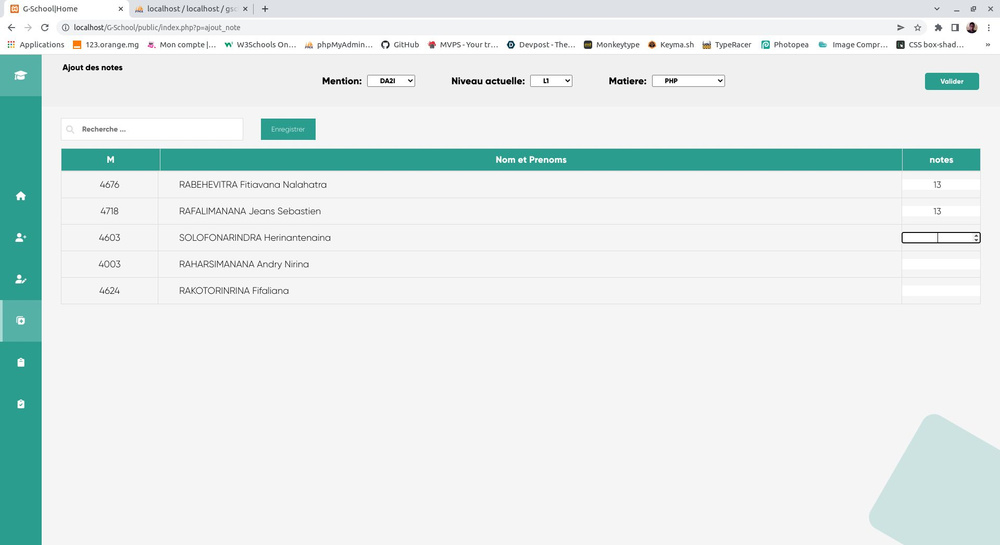 G-School|Home
localhost / localhost / gsc
localhost/G-School/public/index.php?p=ajout_note
Applications 123.orange.mg Mon compte |... W3Schools On... phpMyAdmin... GitHub MVPS - Your tr... Devpost - The... Monkeytype Keyma.sh TypeRacer Photopea Image Compr... CSS box-shad... »
Ajout des notes
Mention: DA2I Niveau actuelle: L1 Matiere: PHP Valider
Recherche ... Enregistrer
M Nom et Prenoms notes
4676 RABEHEVITRA Fitiavana Nalahatra 13
4718 RAFALIMANANA Jeans Sebastien 13
4603 SOLOFONARINDRA Herinantenaina
4003 RAHARSIMANANA Andry Nirina
4624 RAKOTORINRINA Fifaliana